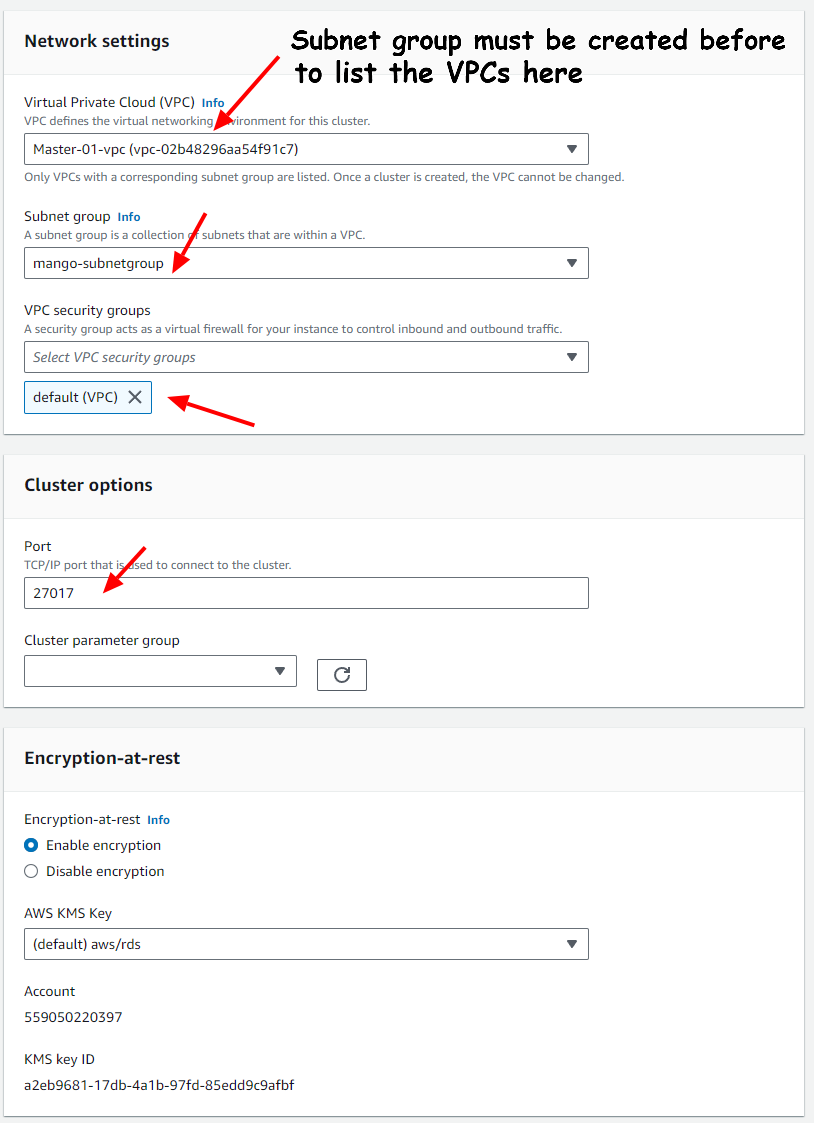 Network settings
Subnet group must be created before
to list the VPCs here
Virtual Private Cloud (VPC) Info
VPC defines the virtual networking environment for this cluster.
Master-01-vpc (vpc-02b48296aa54f91c7)
Only VPCs with a corresponding subnet group are listed. Once a cluster is created, the VPC cannot be changed.
Subnet group Info
A subnet group is a collection of subnets that are within a VPC.
mango-subnetgroup
VPC security groups
A security group acts as a virtual firewall for your instance to control inbound and outbound traffic.
Select VPC security groups
default (VPC)
Cluster options
Port
TCP/IP port that is used to connect to the cluster.
27017
Cluster parameter group
Encryption-at-rest
Encryption-at-rest Info
Enable encryption
Disable encryption
AWS KMS Key
(default) aws/rds
Account
559050220397
KMS key ID
a2eb9681-17db-4a1b-97fd-85edd9c9afbf